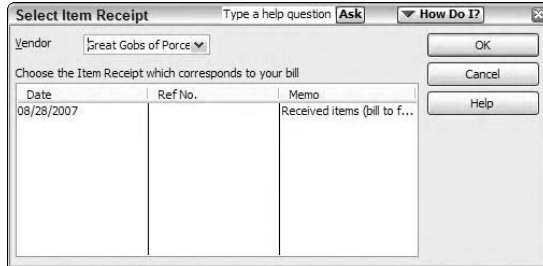 Select Item Receipt Type a help question Ask How Do I?
Vendor Great Gobs of Porce OK
Choose the Item Receipt which corresponds to your bill Cancel
Date Ref No. Memo Help
08/28/2007 Received items (bill to f...